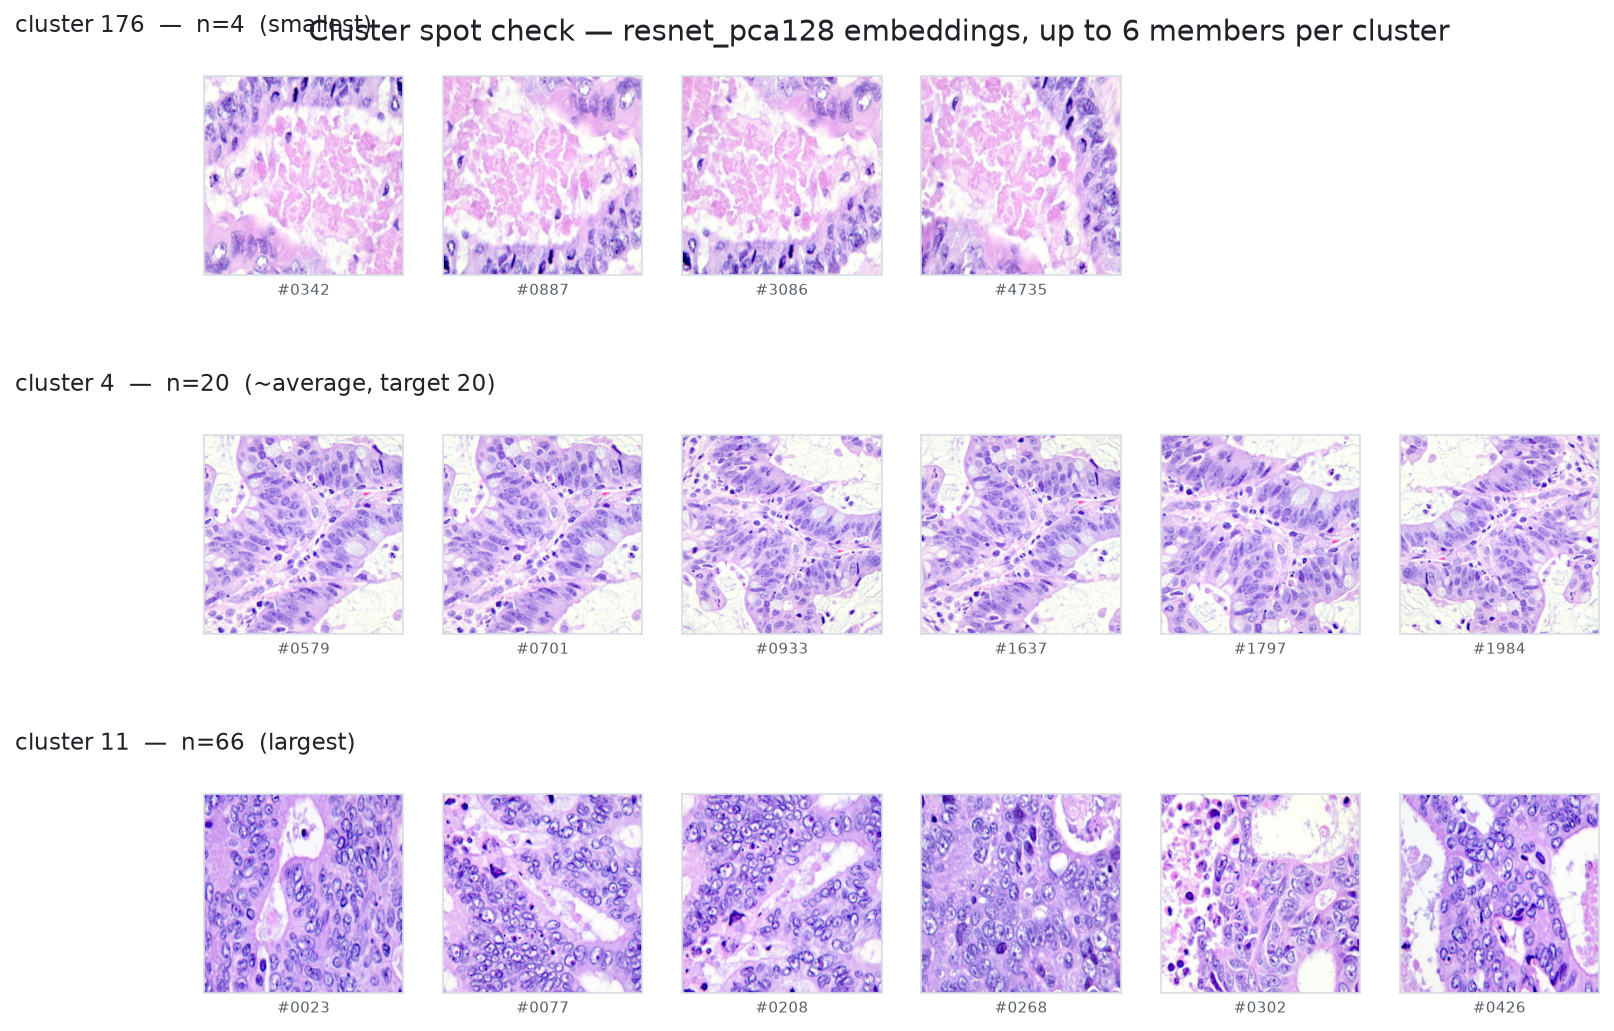 Cluster spot check — resnet_pca128 embeddings, up to 6 members per cluster
cluster 176 — n=4 (smallest)
#0342 #0887 #3086 #4735
cluster 4 — n=20 (~average, target 20)
#0579 #0701 #0933 #1637 #1797 #1984
cluster 11 — n=66 (largest)
#0023 #0077 #0208 #0268 #0302 #0426